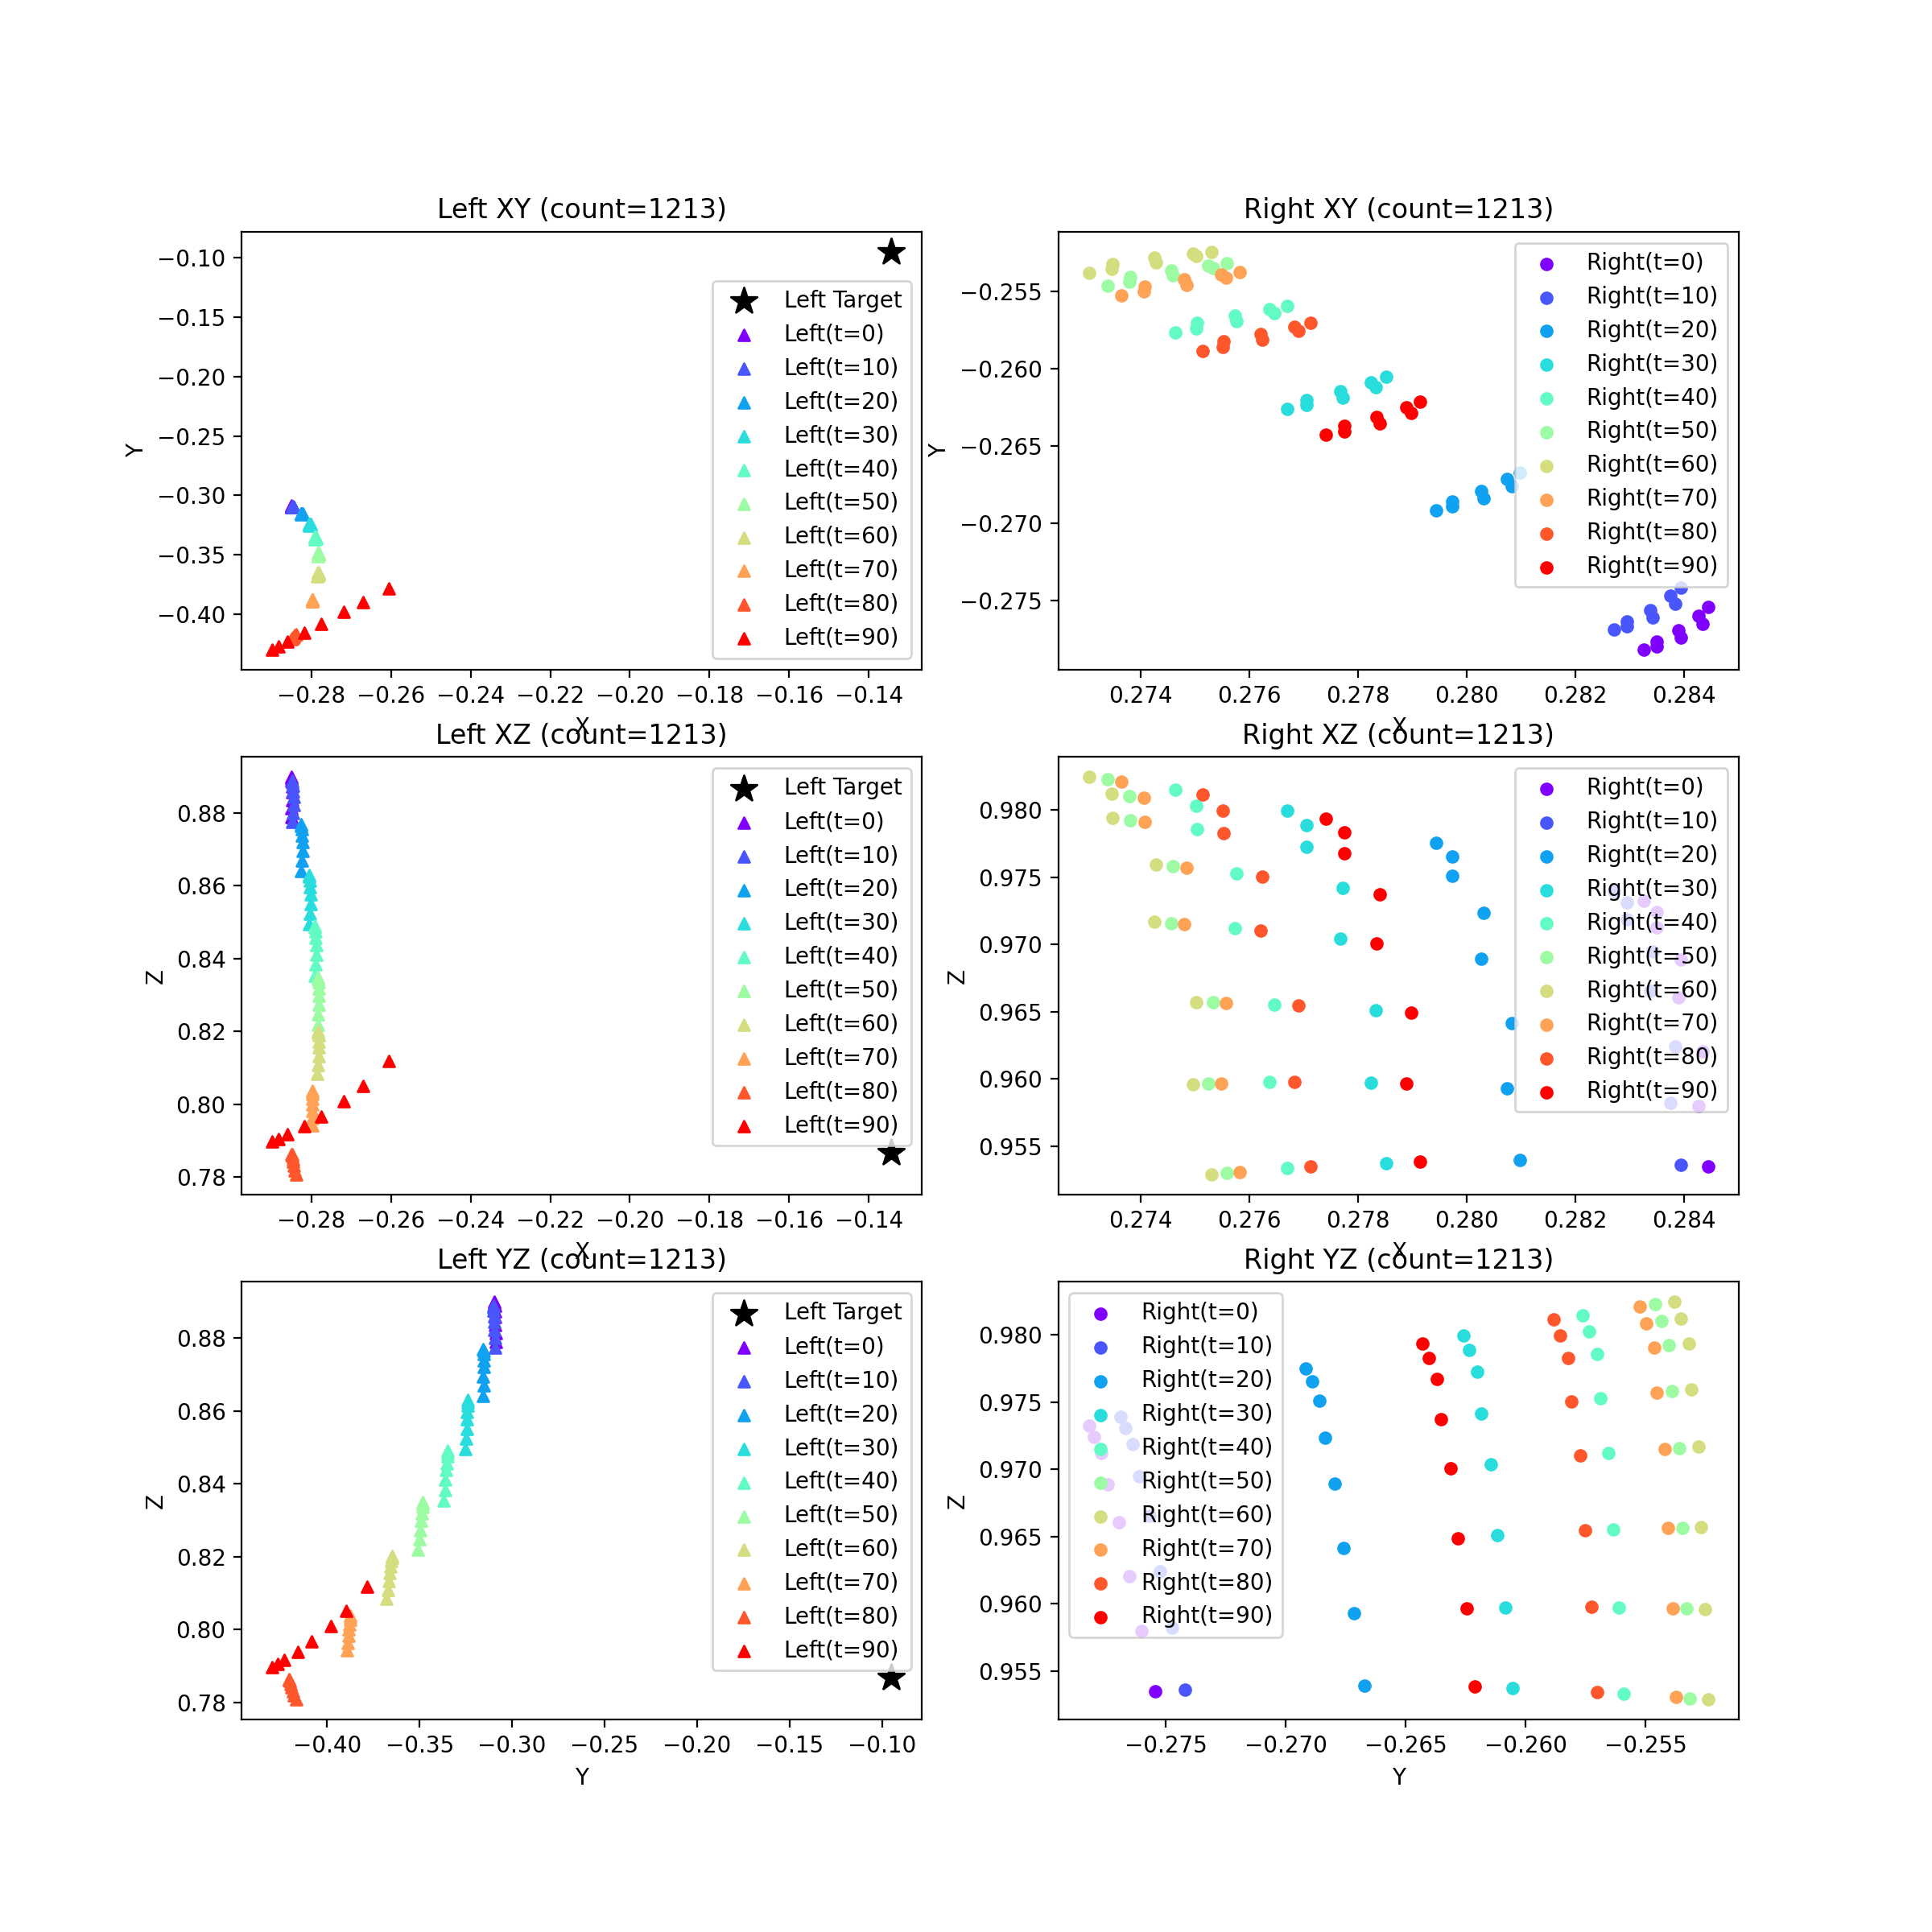 Left XY (count=1213)
−0.10
−0.15
−0.20
−0.25
−0.30
−0.35
−0.40
Y
Left Target
Left(t=0)
Left(t=10)
Left(t=20)
Left(t=30)
Left(t=40)
Left(t=50)
Left(t=60)
Left(t=70)
Left(t=80)
Left(t=90)
−0.28 −0.26 −0.24 −0.22 −0.20 −0.18 −0.16 −0.14
X
Right XY (count=1213)
−0.255
−0.260
−0.265
−0.270
−0.275
Y
Right(t=0)
Right(t=10)
Right(t=20)
Right(t=30)
Right(t=40)
Right(t=50)
Right(t=60)
Right(t=70)
Right(t=80)
Right(t=90)
0.274 0.276 0.278 0.280 0.282 0.284
X
Left XZ (count=1213)
0.88
0.86
0.84
0.82
0.80
0.78
Z
Left Target
Left(t=0)
Left(t=10)
Left(t=20)
Left(t=30)
Left(t=40)
Left(t=50)
Left(t=60)
Left(t=70)
Left(t=80)
Left(t=90)
−0.28 −0.26 −0.24 −0.22 −0.20 −0.18 −0.16 −0.14
X
Right XZ (count=1213)
0.980
0.975
0.970
0.965
0.960
0.955
Z
Right(t=0)
Right(t=10)
Right(t=20)
Right(t=30)
Right(t=40)
Right(t=50)
Right(t=60)
Right(t=70)
Right(t=80)
Right(t=90)
0.274 0.276 0.278 0.280 0.282 0.284
X
Left YZ (count=1213)
0.88
0.86
0.84
0.82
0.80
0.78
Z
Left Target
Left(t=0)
Left(t=10)
Left(t=20)
Left(t=30)
Left(t=40)
Left(t=50)
Left(t=60)
Left(t=70)
Left(t=80)
Left(t=90)
−0.40 −0.35 −0.30 −0.25 −0.20 −0.15 −0.10
Y
Right YZ (count=1213)
0.980
0.975
0.970
0.965
0.960
0.955
Z
Right(t=0)
Right(t=10)
Right(t=20)
Right(t=30)
Right(t=40)
Right(t=50)
Right(t=60)
Right(t=70)
Right(t=80)
Right(t=90)
−0.275 −0.270 −0.265 −0.260 −0.255
Y